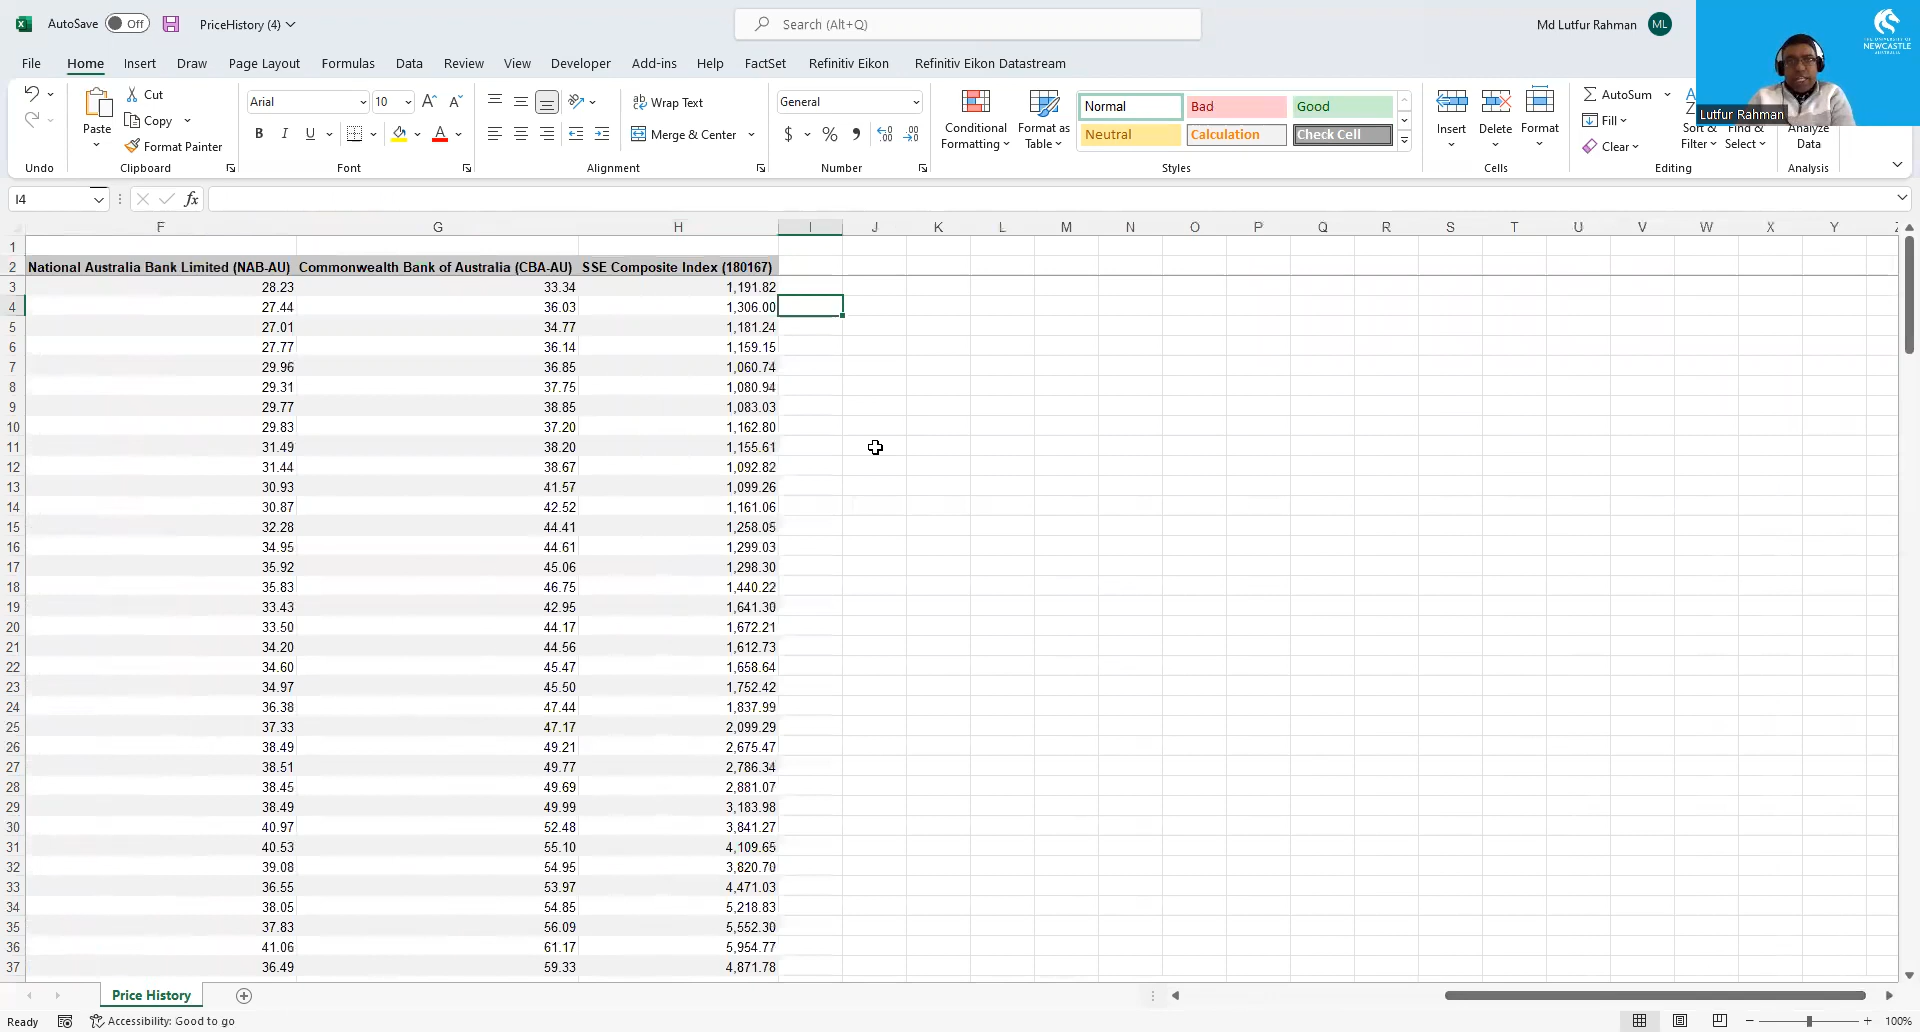 AutoSave Off PriceHistory (4) Search (Alt+Q) Md Lutfur Rahman ML
File Home Insert Draw Page Layout Formulas Data Review View Developer Add-ins Help FactSet Refinitiv Eikon Refinitiv Eikon Datastream
Paste Cut Copy Format Painter
Arial 10 B I U A
Wrap Text Merge & Center
General $ %
Conditional Formatting Format as Table
Normal Bad Good
Neutral Calculation Check Cell
Insert Delete Format
AutoSum Fill Clear
Sort & Filter Find & Select
Analyze Data
Lutfur Rahman
NEWCASTLE
Undo Clipboard Font Alignment Number Styles Cells Editing Analysis
I4 fx
F G H I J K L M N O P Q R S T U V W X Y
1
2 National Australia Bank Limited (NAB-AU) Commonwealth Bank of Australia (CBA-AU) SSE Composite Index (180167)
3 28.23 33.34 1,191.82
4 27.44 36.03 1,306.00
5 27.01 34.77 1,181.24
6 27.77 36.14 1,159.15
7 29.96 36.85 1,060.74
8 29.31 37.75 1,080.94
9 29.77 38.85 1,083.03
10 29.83 37.20 1,162.80
11 31.49 38.20 1,155.61
12 31.44 38.67 1,092.82
13 30.93 41.57 1,099.26
14 30.87 42.52 1,161.06
15 32.28 44.41 1,258.05
16 34.95 44.61 1,299.03
17 35.92 45.06 1,298.30
18 35.83 46.75 1,440.22
19 33.43 42.95 1,641.30
20 33.50 44.17 1,672.21
21 34.20 44.56 1,612.73
22 34.60 45.47 1,658.64
23 34.97 45.50 1,752.42
24 36.38 47.44 1,837.99
25 37.33 47.17 2,099.29
26 38.49 49.21 2,675.47
27 38.51 49.77 2,786.34
28 38.45 49.69 2,881.07
29 38.49 49.99 3,183.98
30 40.97 52.48 3,841.27
31 40.53 55.10 4,109.65
32 39.08 54.95 3,820.70
33 36.55 53.97 4,471.03
34 38.05 54.85 5,218.83
35 37.83 56.09 5,552.30
36 41.06 61.17 5,954.77
37 36.49 59.33 4,871.78
Price History
Ready Accessibility: Good to go 100%